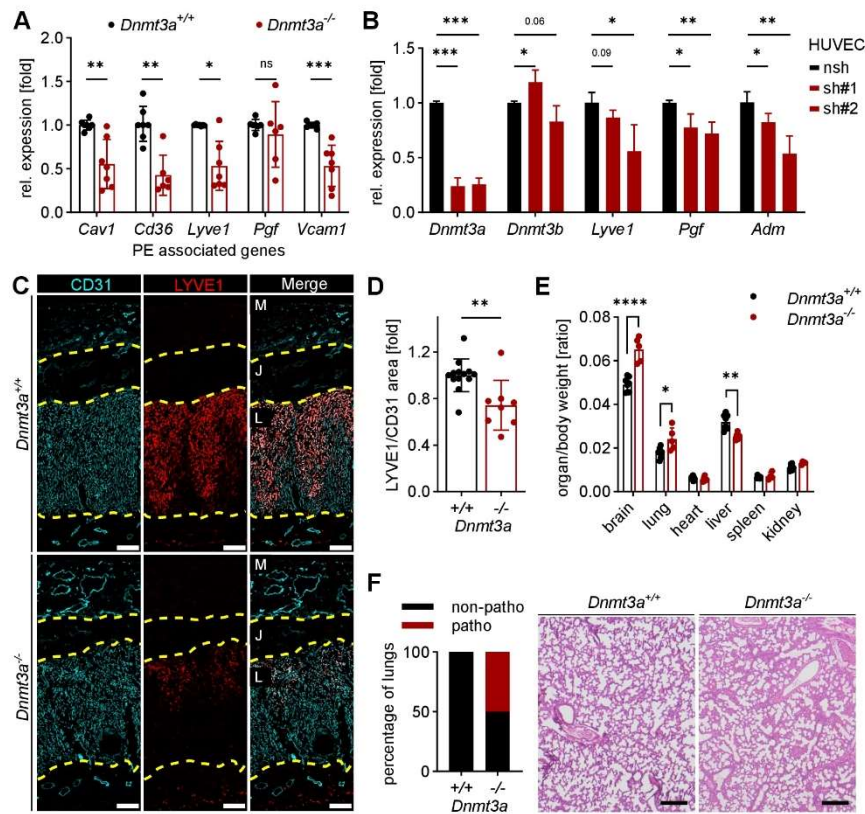 A
Dnmt3a+/+ Dnmt3a-/-
** ** * ns ***
rel. expression [fold]
1.5
1.0
0.5
0.0
Cav1 Cd36 Lyve1 Pgf Vcam1
PE associated genes
B
*** 0.06 * ** **
*** * 0.09 * *
HUVEC
nsh
sh#1
sh#2
rel. expression [fold]
1.5
1.0
0.5
0.0
Dnmt3a Dnmt3b Lyve1 Pgf Adm
C
CD31 LYVE1 Merge
Dnmt3a+/+
M
J
L
Dnmt3a-/-
M
J
L
D
**
LYVE1/CD31 area [fold]
1.2
0.8
0.4
0.0
+/+ -/-
Dnmt3a
E
Dnmt3a+/+
Dnmt3a-/-
**** * **
organ/body weight [ratio]
0.08
0.06
0.04
0.02
0.00
brain lung heart liver spleen kidney
F
non-patho
patho
percentage of lungs
100
50
0
+/+ -/-
Dnmt3a
Dnmt3a+/+ Dnmt3a-/-